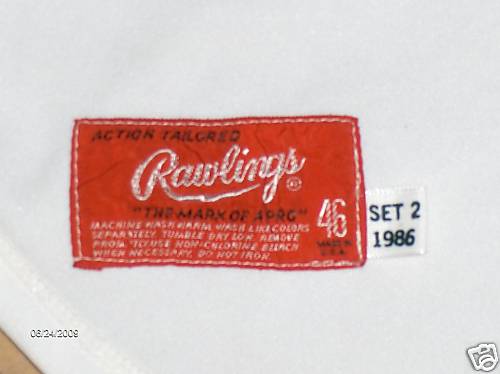 ACTION TAILORED
Rawlings ®
"THE MARK OF A PRO"
46
MACHINE WASH WARM WASH LIKE COLORS
SEPARATELY. TUMBLE DRY LOW. REMOVE
PROMPTLY. USE NON-CHLORINE BLEACH
WHEN NECESSARY. DO NOT IRON.
MADE IN
U.S.A.
SET 2
1986
06/24/2009